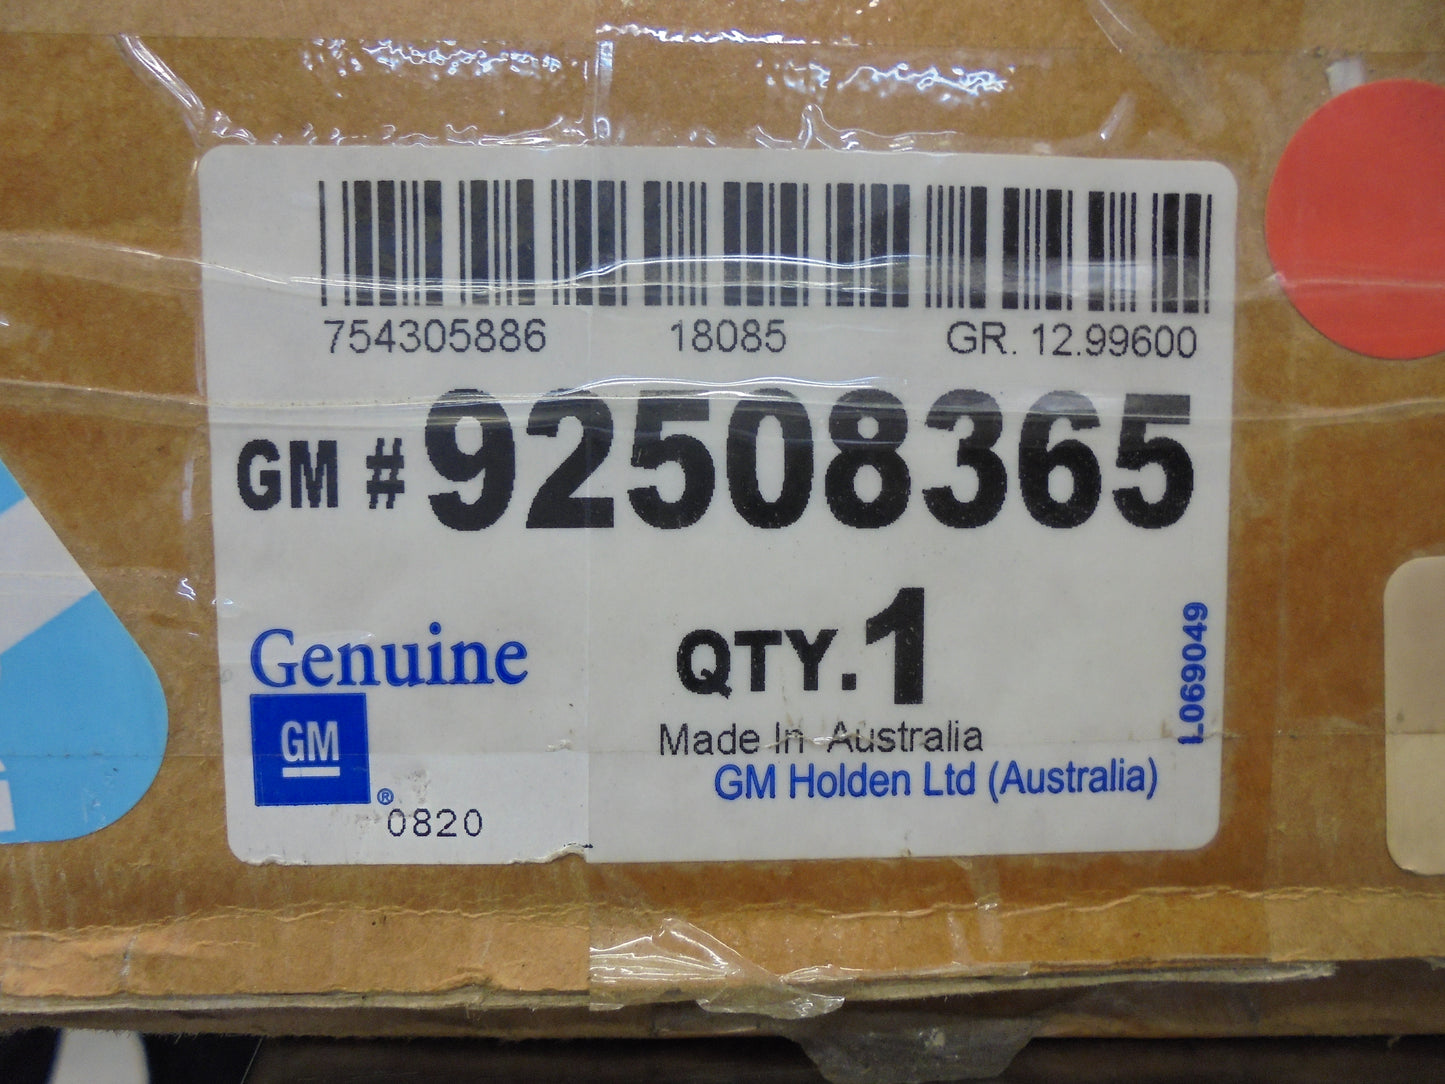 754305886 18085 GR. 12.99600
GM # 92508365
Genuine
GM
®
0820
QTY. 1
Made In Australia
GM Holden Ltd (Australia)
L069049